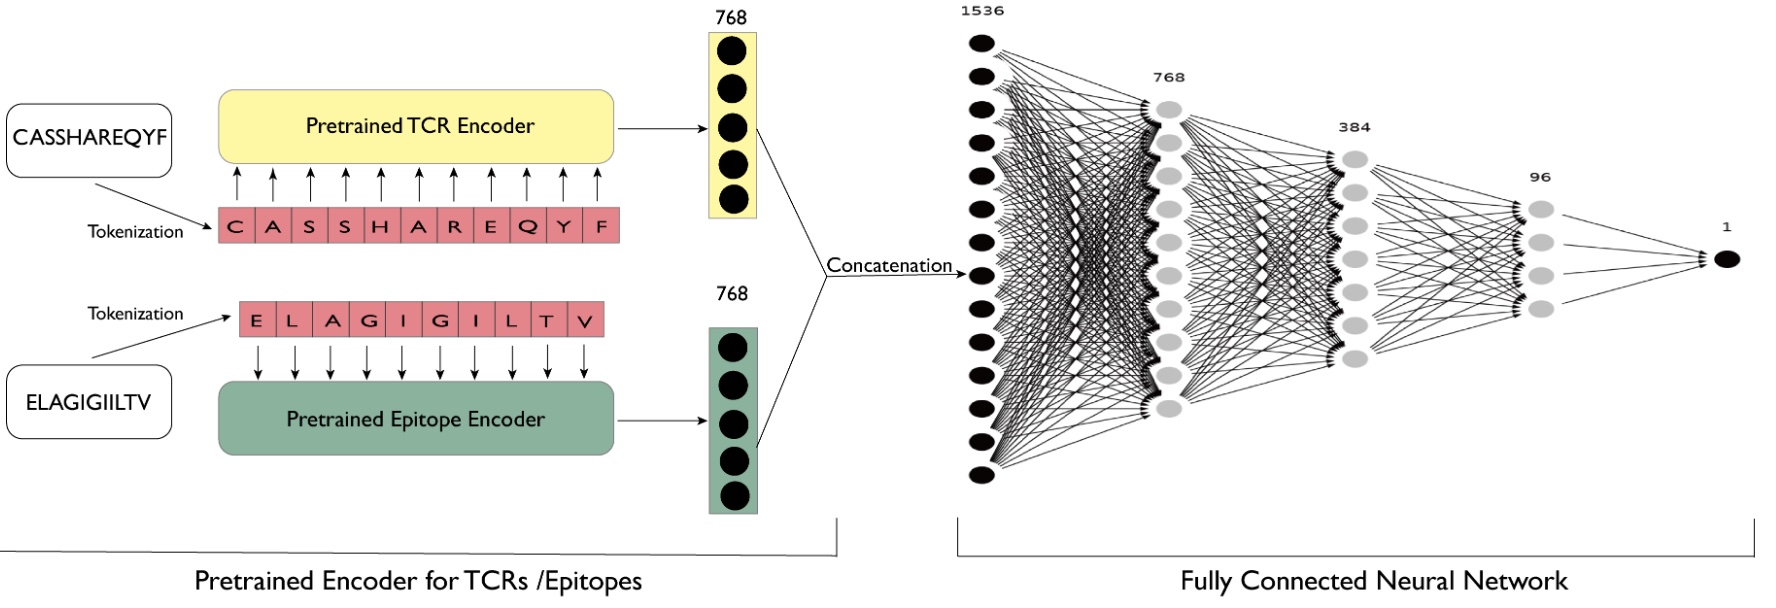 CASSHAREQYF
Tokenization
Pretrained TCR Encoder
C A S S H A R E Q Y F
768
Tokenization
E L A G I G I L T V
ELAGIGIILTV
Pretrained Epitope Encoder
768
Concatenation
Pretrained Encoder for TCRs /Epitopes
1536
768
384
96
1
Fully Connected Neural Network